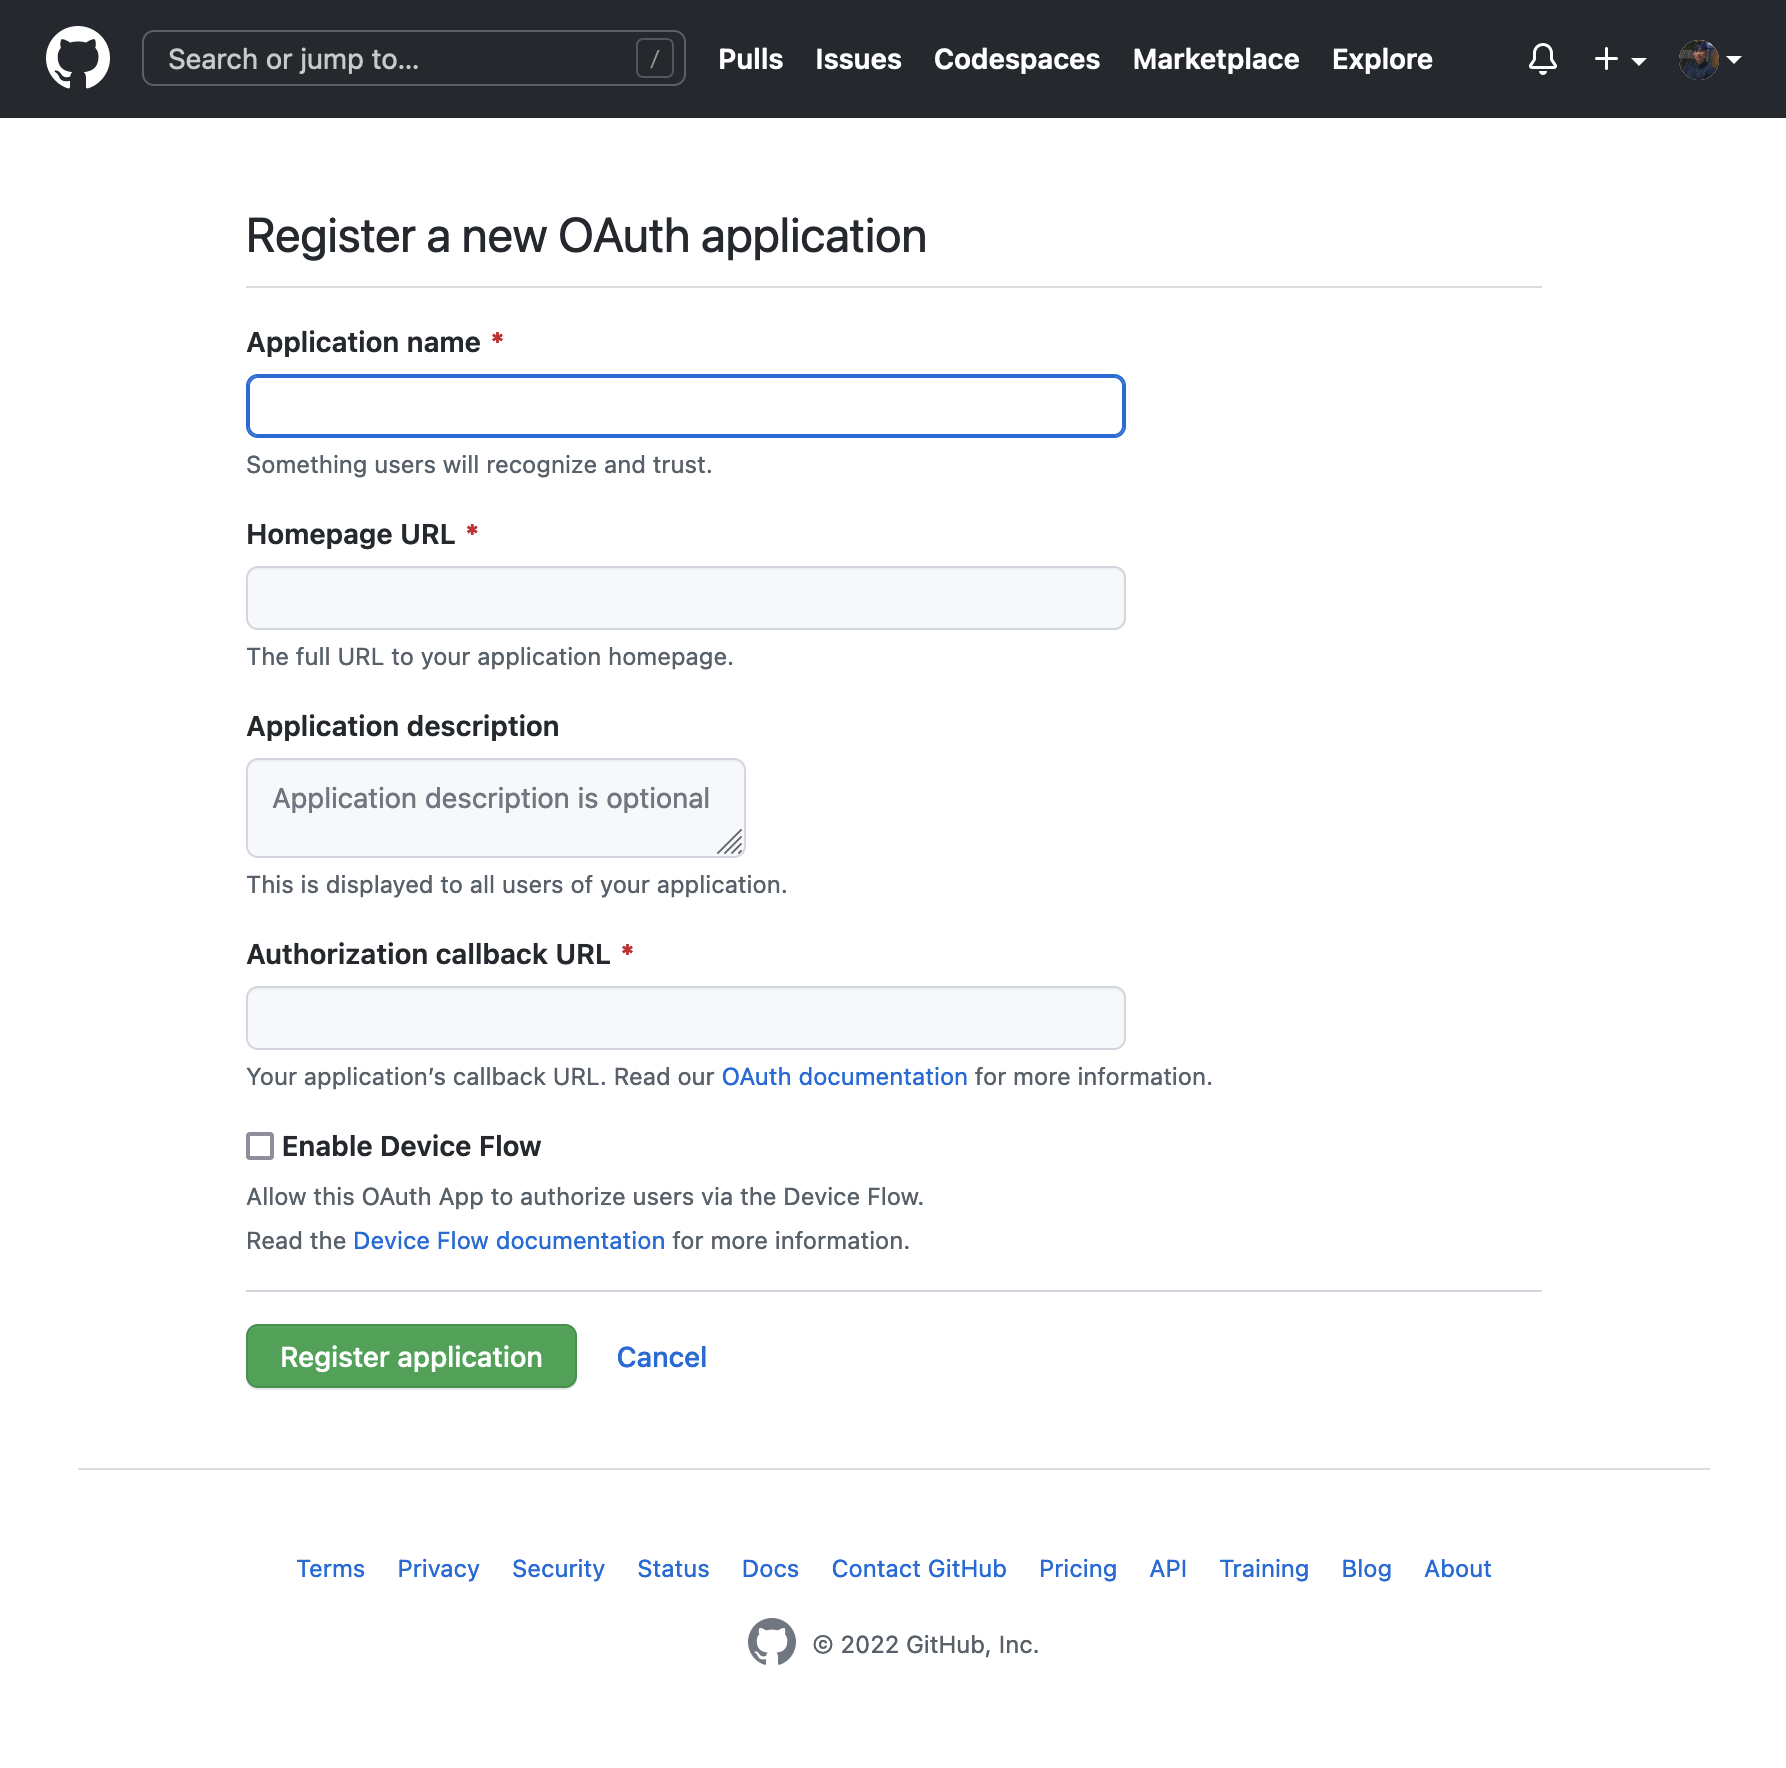 Search or jump to... /
Pulls Issues Codespaces Marketplace Explore
Register a new OAuth application
Application name *
Something users will recognize and trust.
Homepage URL *
The full URL to your application homepage.
Application description
Application description is optional
This is displayed to all users of your application.
Authorization callback URL *
Your application’s callback URL. Read our OAuth documentation for more information.
Enable Device Flow
Allow this OAuth App to authorize users via the Device Flow.
Read the Device Flow documentation for more information.
Register application Cancel
Terms Privacy Security Status Docs Contact GitHub Pricing API Training Blog About
© 2022 GitHub, Inc.